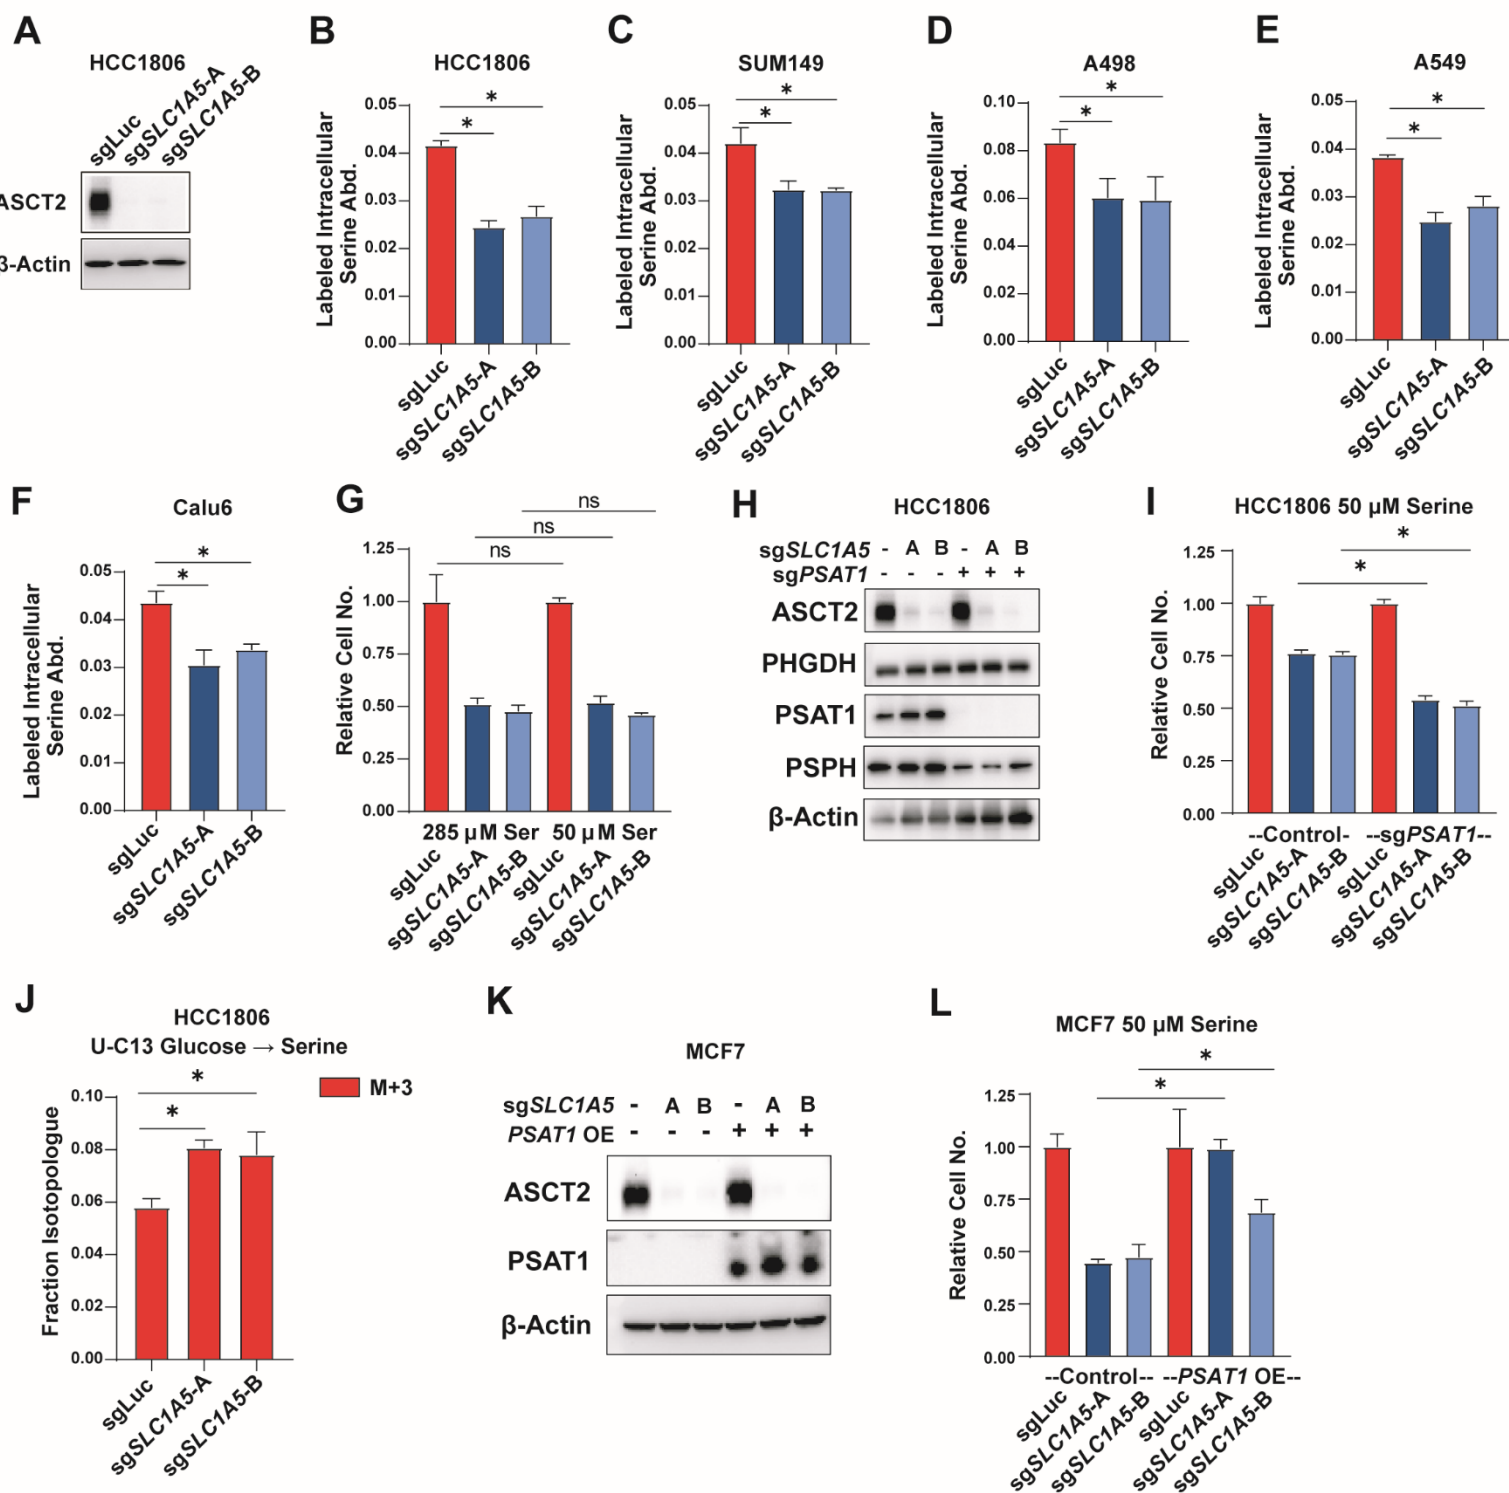 A
HCC1806
sgLuc
sgSLC1A5-A
sgSLC1A5-B
ASCT2
β-Actin
B
HCC1806
Labeled Intracellular
Serine Abd.
0.05
0.04
0.03
0.02
0.01
0.00
*
*
sgLuc
sgSLC1A5-A
sgSLC1A5-B
C
SUM149
Labeled Intracellular
Serine Abd.
0.05
0.04
0.03
0.02
0.01
0.00
*
*
sgLuc
sgSLC1A5-A
sgSLC1A5-B
D
A498
Labeled Intracellular
Serine Abd.
0.10
0.08
0.06
0.04
0.02
0.00
*
*
sgLuc
sgSLC1A5-A
sgSLC1A5-B
E
A549
Labeled Intracellular
Serine Abd.
0.05
0.04
0.03
0.02
0.01
0.00
*
*
sgLuc
sgSLC1A5-A
sgSLC1A5-B
F
Calu6
Labeled Intracellular
Serine Abd.
0.05
0.04
0.03
0.02
0.01
0.00
*
*
sgLuc
sgSLC1A5-A
sgSLC1A5-B
G
ns
ns
ns
Relative Cell No.
1.25
1.00
0.75
0.50
0.25
0.00
285 µM Ser 50 µM Ser
sgLuc
sgSLC1A5-A
sgSLC1A5-B
sgLuc
sgSLC1A5-A
sgSLC1A5-B
H
HCC1806
sgSLC1A5 - A B - A B
sgPSAT1 - - - + + +
ASCT2
PHGDH
PSAT1
PSPH
β-Actin
I
HCC1806 50 µM Serine
Relative Cell No.
1.25
1.00
0.75
0.50
0.25
0.00
*
*
--Control- --sgPSAT1--
sgLuc
sgSLC1A5-A
sgSLC1A5-B
sgLuc
sgSLC1A5-A
sgSLC1A5-B
J
HCC1806
U-C13 Glucose → Serine
M+3
Fraction Isotopologue
0.10
0.08
0.06
0.04
0.02
0.00
*
*
sgLuc
sgSLC1A5-A
sgSLC1A5-B
K
MCF7
sgSLC1A5 - A B - A B
PSAT1 OE - - - + + +
ASCT2
PSAT1
β-Actin
L
MCF7 50 µM Serine
Relative Cell No.
1.25
1.00
0.75
0.50
0.25
0.00
*
*
--Control-- --PSAT1 OE--
sgLuc
sgSLC1A5-A
sgSLC1A5-B
sgLuc
sgSLC1A5-A
sgSLC1A5-B